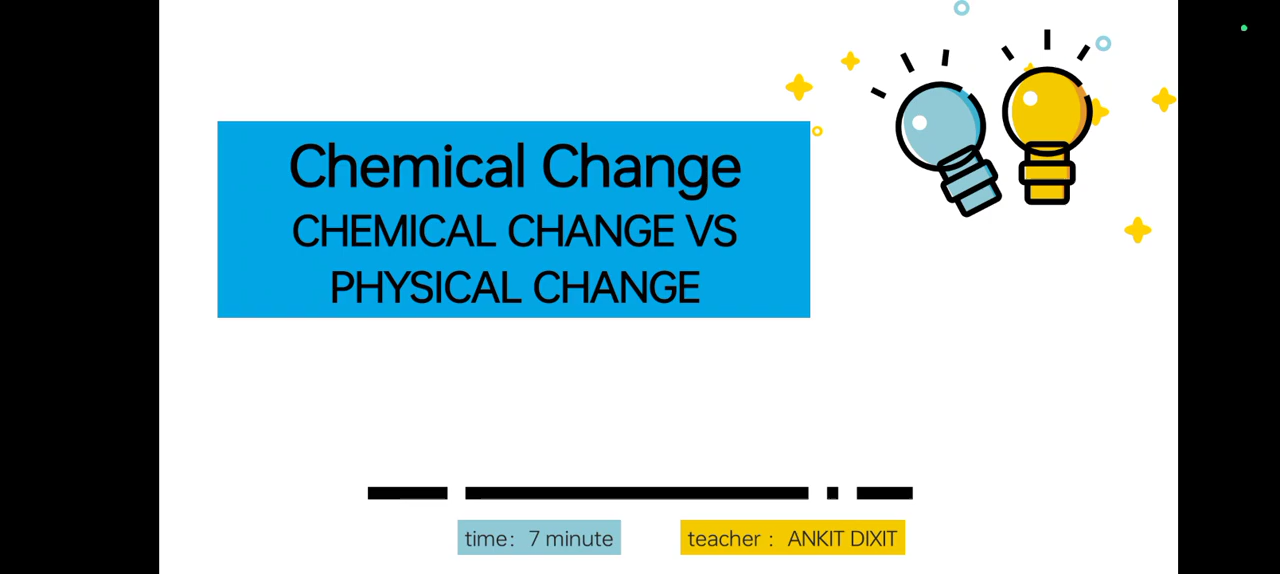 Chemical Change
CHEMICAL CHANGE VS
PHYSICAL CHANGE
time: 7 minute
teacher : ANKIT DIXIT